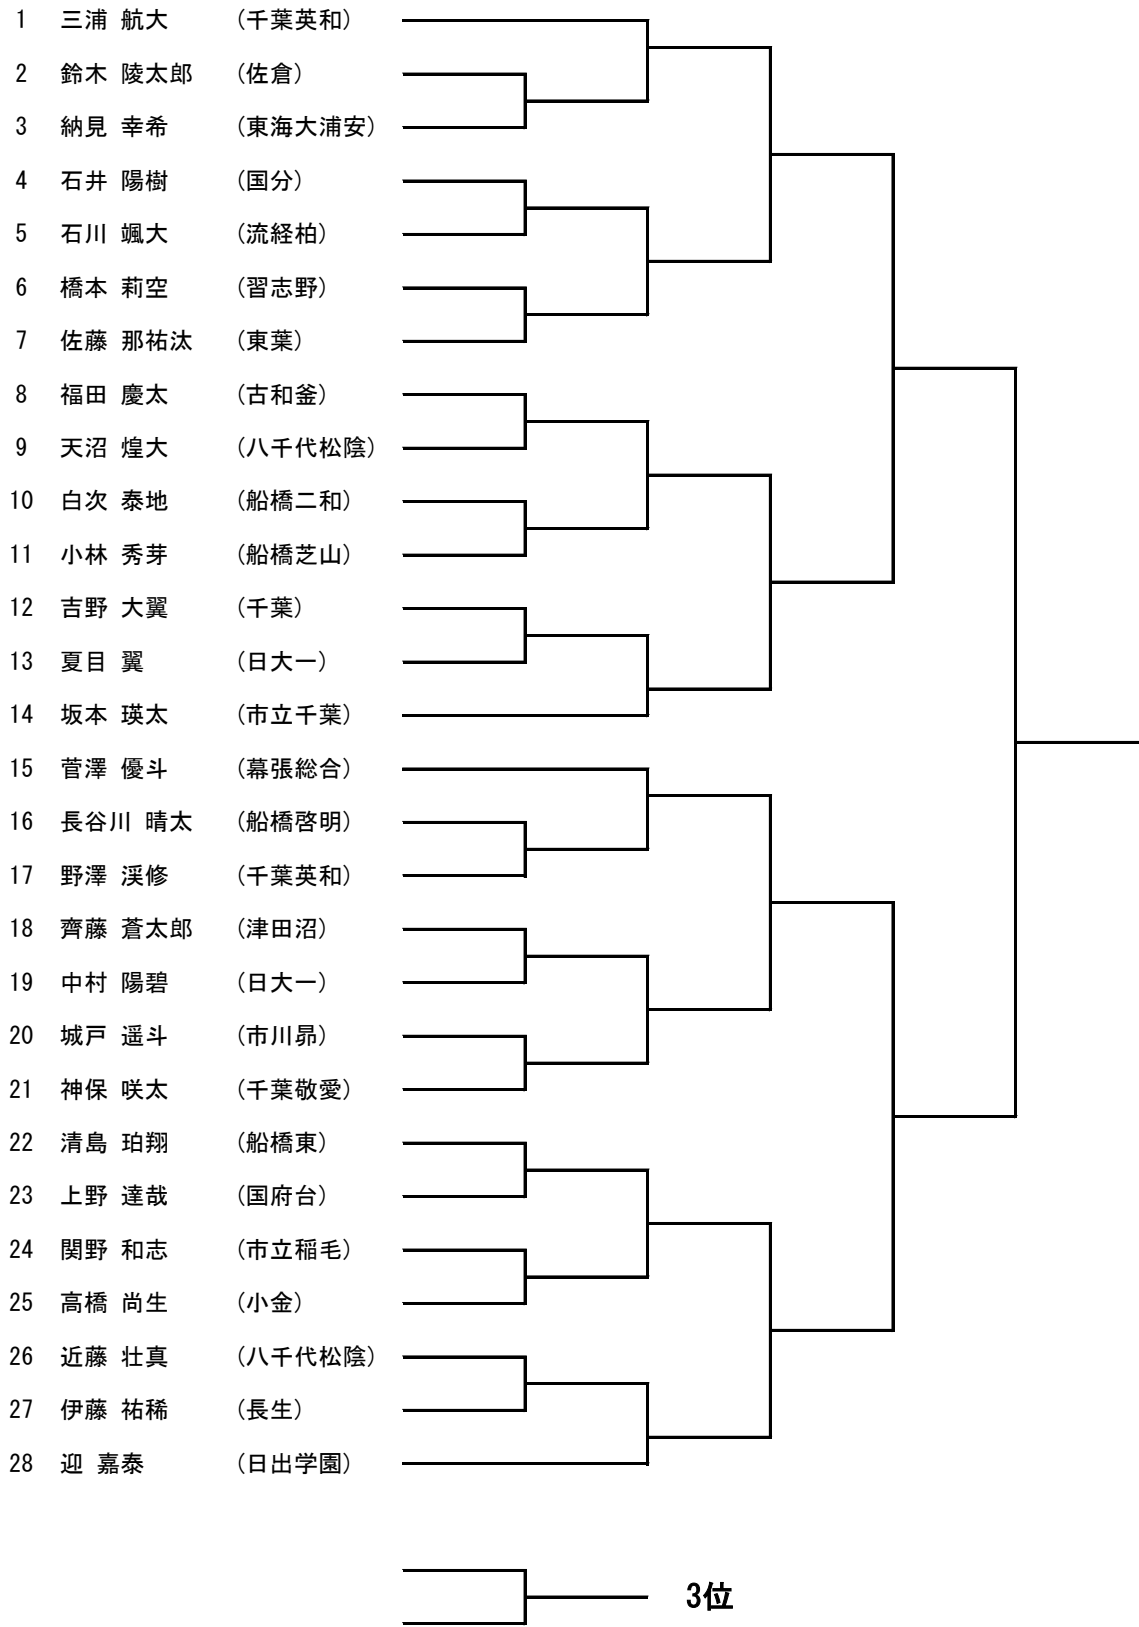 1 三浦 航大 (千葉英和)
2 鈴木 陵太郎 (佐倉)
3 納見 幸希 (東海大浦安)
4 石井 陽樹 (国分)
5 石川 颯大 (流経柏)
6 橋本 莉空 (習志野)
7 佐藤 那祐汰 (東葉)
8 福田 慶太 (古和釜)
9 天沼 煌大 (八千代松陰)
10 白次 泰地 (船橋二和)
11 小林 秀芽 (船橋芝山)
12 吉野 大翼 (千葉)
13 夏目 翼 (日大一)
14 坂本 瑛太 (市立千葉)
15 菅澤 優斗 (幕張総合)
16 長谷川 晴太 (船橋啓明)
17 野澤 渓修 (千葉英和)
18 齊藤 蒼太郎 (津田沼)
19 中村 陽碧 (日大一)
20 城戸 遥斗 (市川昴)
21 神保 咲太 (千葉敬愛)
22 清島 珀翔 (船橋東)
23 上野 達哉 (国府台)
24 関野 和志 (市立稲毛)
25 高橋 尚生 (小金)
26 近藤 壮真 (八千代松陰)
27 伊藤 祐稀 (長生)
28 迎 嘉泰 (日出学園)
3位